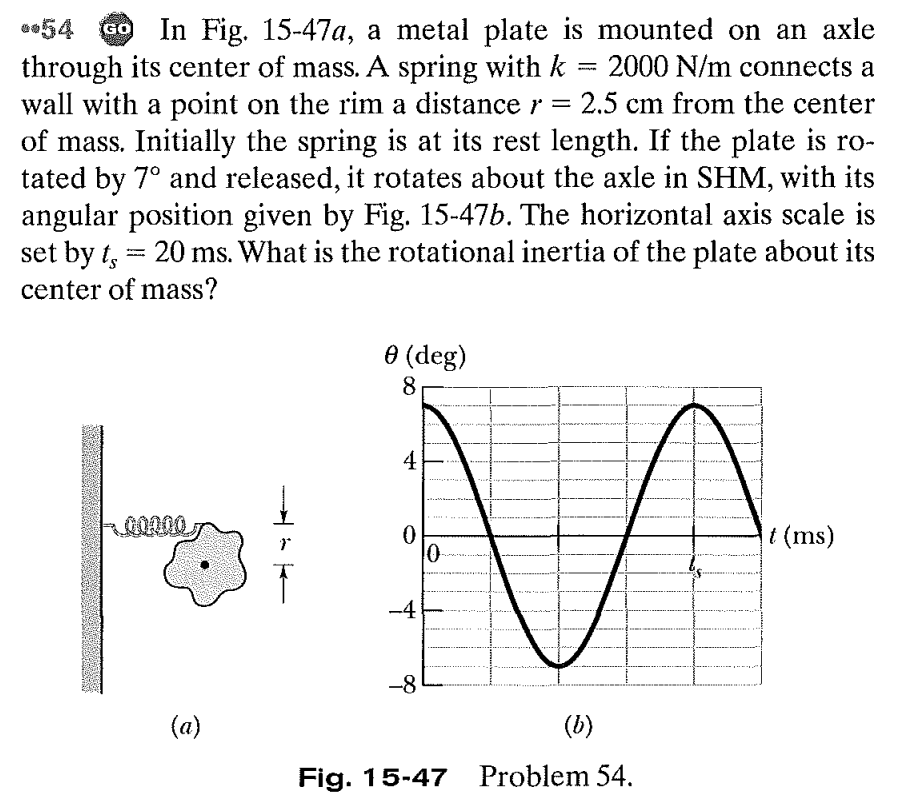 ••54 GO In Fig. 15-47a, a metal plate is mounted on an axle
through its center of mass. A spring with k = 2000 N/m connects a
wall with a point on the rim a distance r = 2.5 cm from the center
of mass. Initially the spring is at its rest length. If the plate is ro-
tated by 7° and released, it rotates about the axle in SHM, with its
angular position given by Fig. 15-47b. The horizontal axis scale is
set by tₛ = 20 ms. What is the rotational inertia of the plate about its
center of mass?
θ (deg)
8
4
0
0
t (ms)
r
tₛ
–4
–8
(a)
(b)
Fig. 15-47 Problem 54.